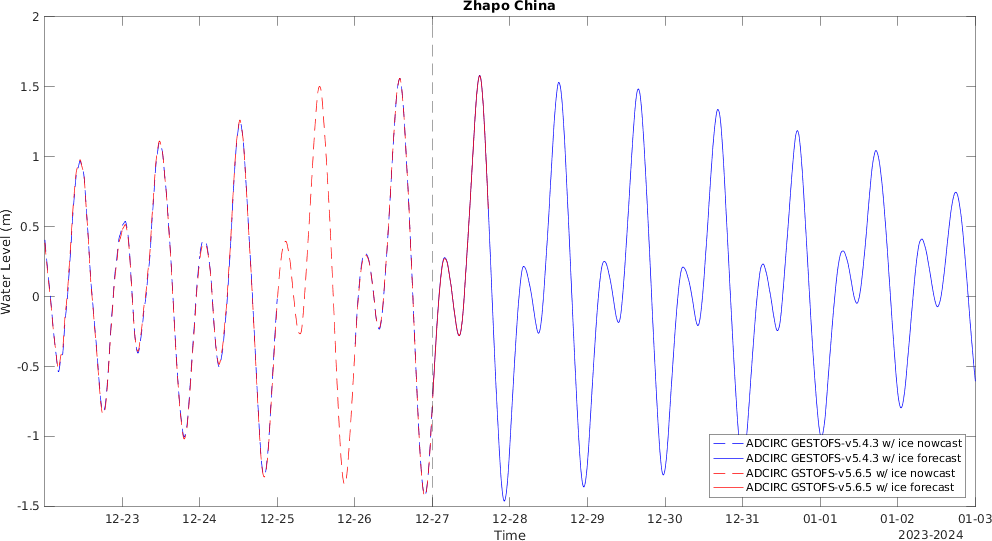 Zhapo China
2
1.5
1
0.5
0
-0.5
-1
-1.5
Water Level (m)
ADCIRC GESTOFS-v5.4.3 w/ ice nowcast
ADCIRC GESTOFS-v5.4.3 w/ ice forecast
ADCIRC GSTOFS-v5.6.5 w/ ice nowcast
ADCIRC GSTOFS-v5.6.5 w/ ice forecast
12-23 12-24 12-25 12-26 12-27 12-28 12-29 12-30 12-31 01-01 01-02 01-03
Time
2023-2024